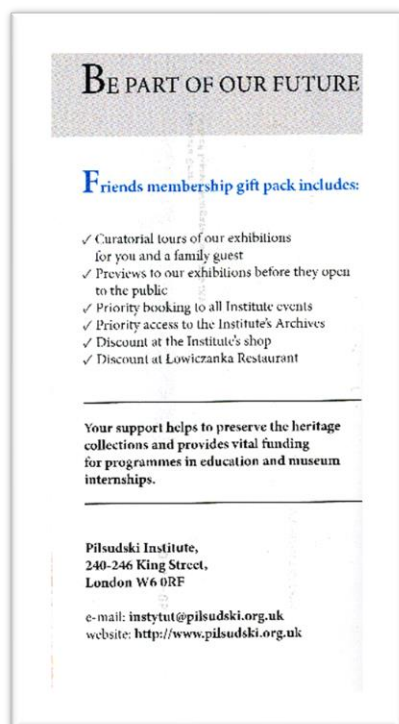 BE PART OF OUR FUTURE
Friends membership gift pack includes:
✓ Curatorial tours of our exhibitions
for you and a family guest
✓ Previews to our exhibitions before they open
to the public
✓ Priority booking to all Institute events
✓ Priority access to the Institute's Archives
✓ Discount at the Institute's shop
✓ Discount at Łowiczanka Restaurant
Your support helps to preserve the heritage
collections and provides vital funding
for programmes in education and museum
internships.
Pilsudski Institute,
240-246 King Street,
London W6 0RF
e-mail: instytut@pilsudski.org.uk
website: http://www.pilsudski.org.uk